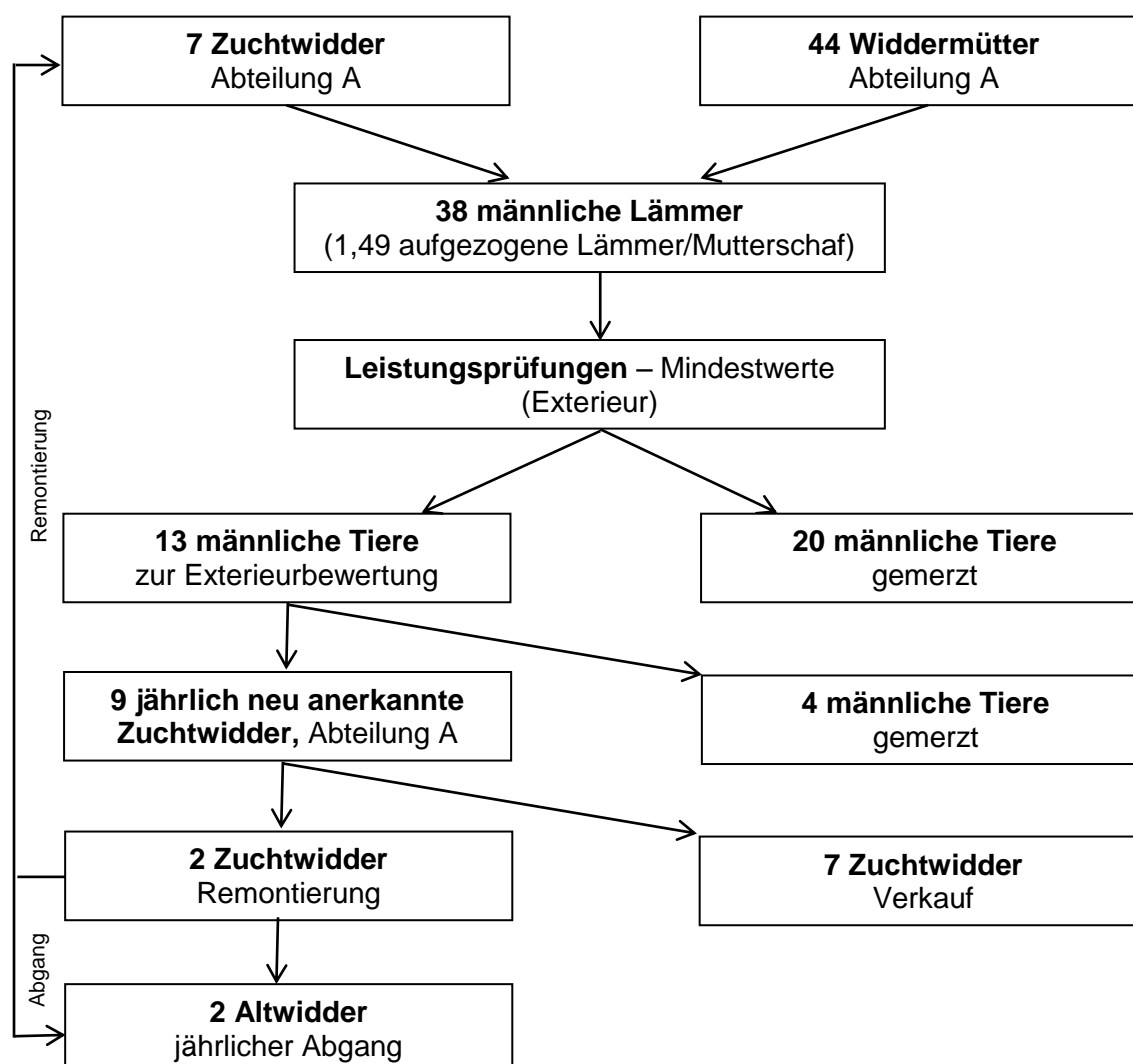 7 Zuchtwidder
Abteilung A
44 Widdermütter
Abteilung A
38 männliche Lämmer
(1,49 aufgezogene Lämmer/Mutterschaf)
Leistungsprüfungen – Mindestwerte
(Exterieur)
Remontierung
13 männliche Tiere
zur Exterieurbewertung
20 männliche Tiere
gemerzt
9 jährlich neu anerkannte
Zuchtwidder, Abteilung A
4 männliche Tiere
gemerzt
2 Zuchtwidder
Remontierung
7 Zuchtwidder
Verkauf
Abgang
2 Altwidder
jährlicher Abgang